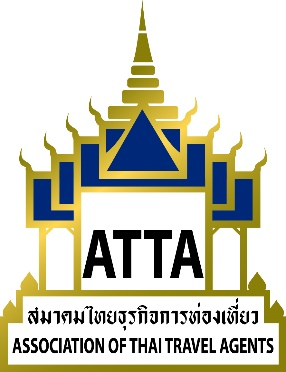 ATTA
สมาคมไทยธุรกิจการท่องเที่ยว
ASSOCIATION OF THAI TRAVEL AGENTS